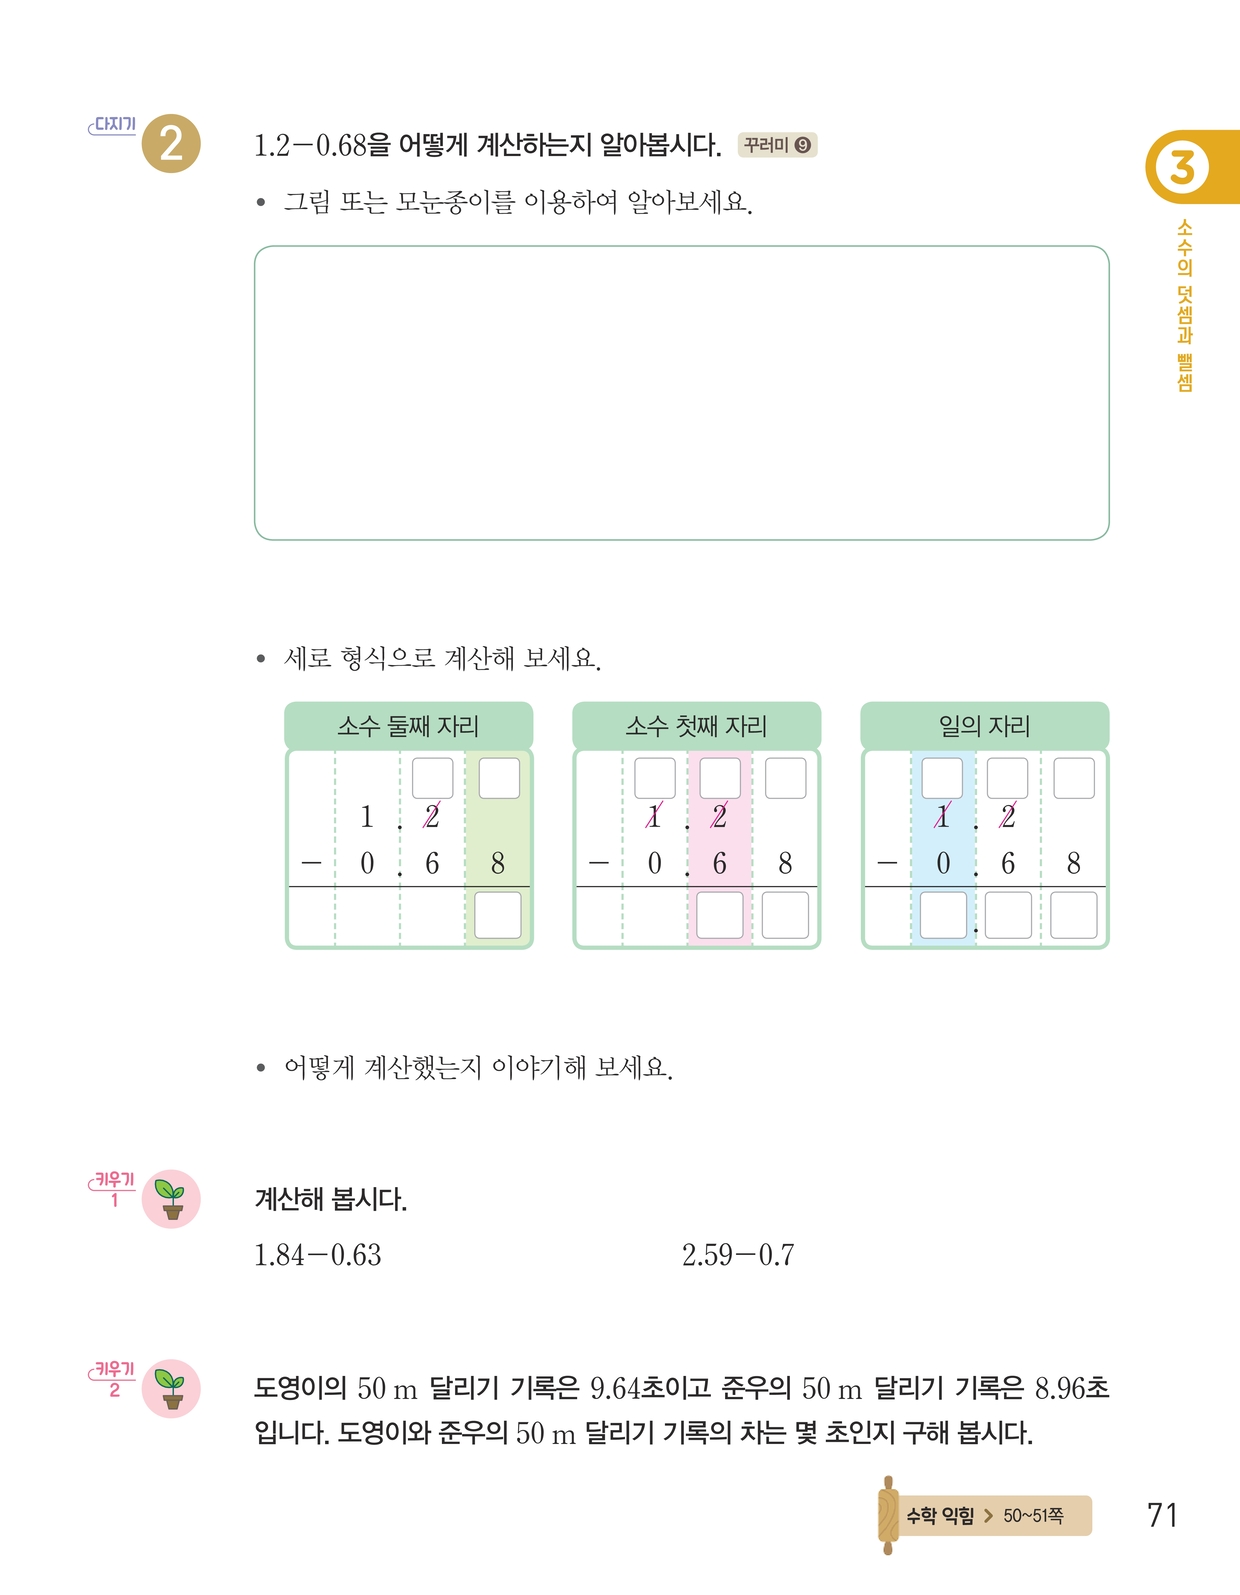 다지기
2
1.2－0.68을 어떻게 계산하는지 알아봅시다. 꾸러미 ❾
• 그림 또는 모눈종이를 이용하여 알아보세요.
3
소수의 덧셈과 뺄셈
• 세로 형식으로 계산해 보세요.
소수 둘째 자리
1 . 2
－ 0 . 6 8
소수 첫째 자리
1 . 2
－ 0 . 6 8
일의 자리
1 . 2
－ 0 . 6 8
.
• 어떻게 계산했는지 이야기해 보세요.
키우기
1
계산해 봅시다.
1.84－0.63 2.59－0.7
키우기
2
도영이의 50 m 달리기 기록은 9.64초이고 준우의 50 m 달리기 기록은 8.96초
입니다. 도영이와 준우의 50 m 달리기 기록의 차는 몇 초인지 구해 봅시다.
수학 익힘 > 50~51쪽
71